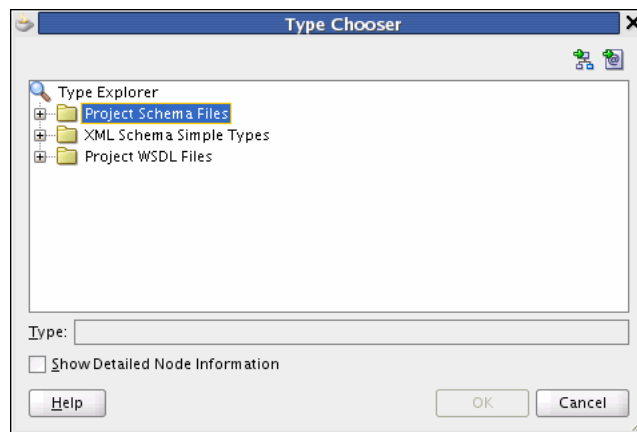 Type Chooser
Type Explorer
Project Schema Files
XML Schema Simple Types
Project WSDL Files
Type:
Show Detailed Node Information
Help
OK
Cancel